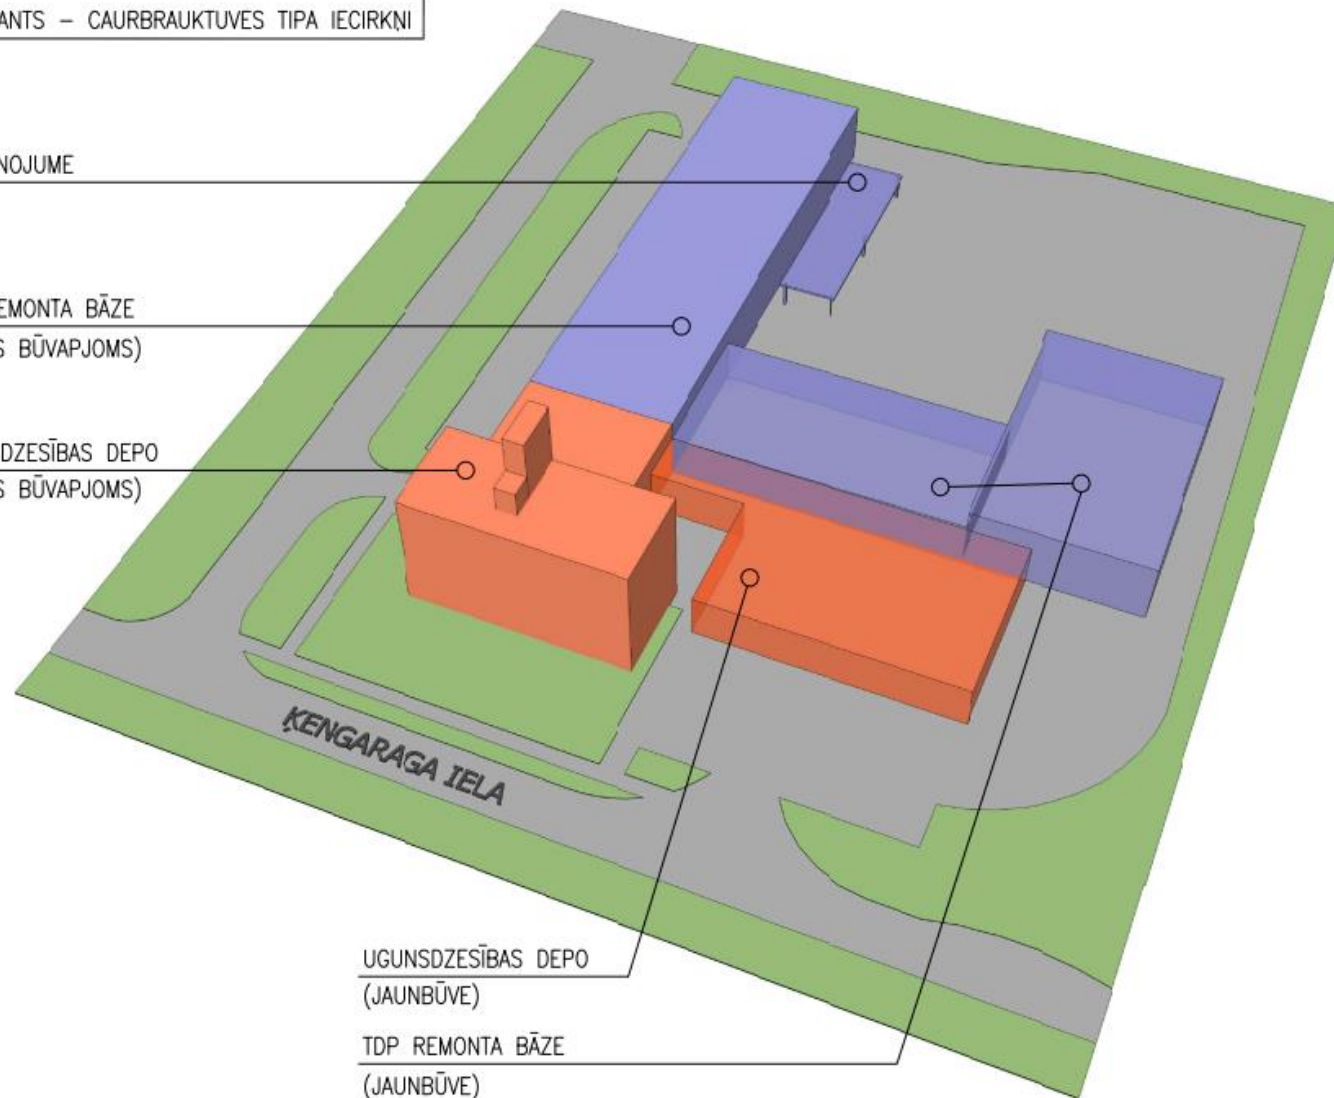 ANTS – CAURBRAUKTUVES TIPA IECIRKŅI
NOJUME
EMONTA BĀZE
S BŪVAPJOMS)
DZESĪBAS DEPO
S BŪVAPJOMS)
ĶENGARAGA IELA
UGUNSDZESĪBAS DEPO
(JAUNBŪVE)
TDP REMONTA BĀZE
(JAUNBŪVE)